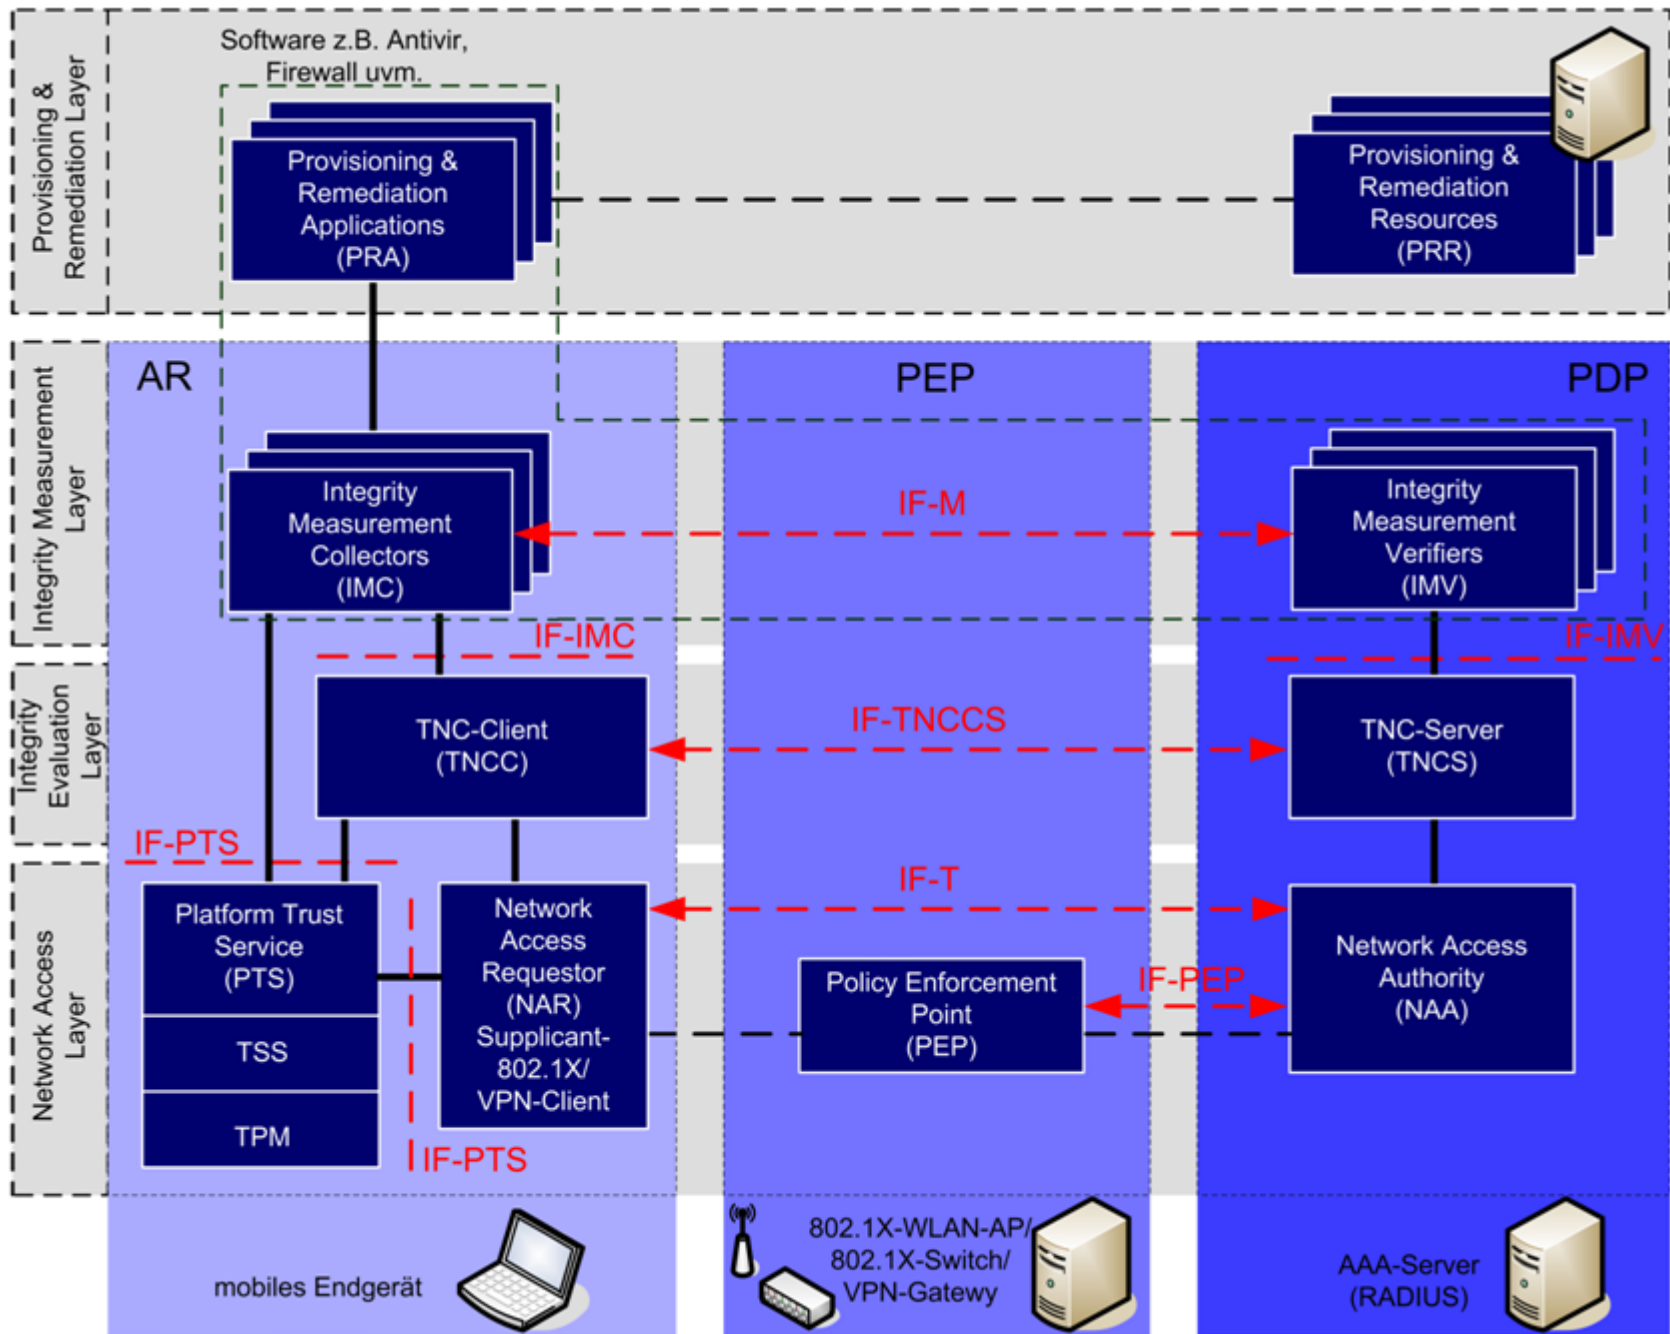 Provisioning &
Remediation Layer
Software z.B. Antivir,
Firewall uvm.
Provisioning &
Remediation
Applications
(PRA)
Provisioning &
Remediation
Resources
(PRR)
Integrity Measurement
Layer
AR
PEP
PDP
Integrity
Measurement
Collectors
(IMC)
IF-M
Integrity
Measurement
Verifiers
(IMV)
IF-IMC
IF-IMV
Integrity
Evaluation
Layer
TNC-Client
(TNCC)
IF-TNCCS
TNC-Server
(TNCS)
IF-PTS
Network Access
Layer
Platform Trust
Service
(PTS)
TSS
TPM
Network
Access
Requestor
(NAR)
Supplicant-
802.1X/
VPN-Client
IF-PTS
IF-T
Policy Enforcement
Point
(PEP)
IF-PEP
Network Access
Authority
(NAA)
mobiles Endgerät
802.1X-WLAN-AP/
802.1X-Switch/
VPN-Gatewy
AAA-Server
(RADIUS)